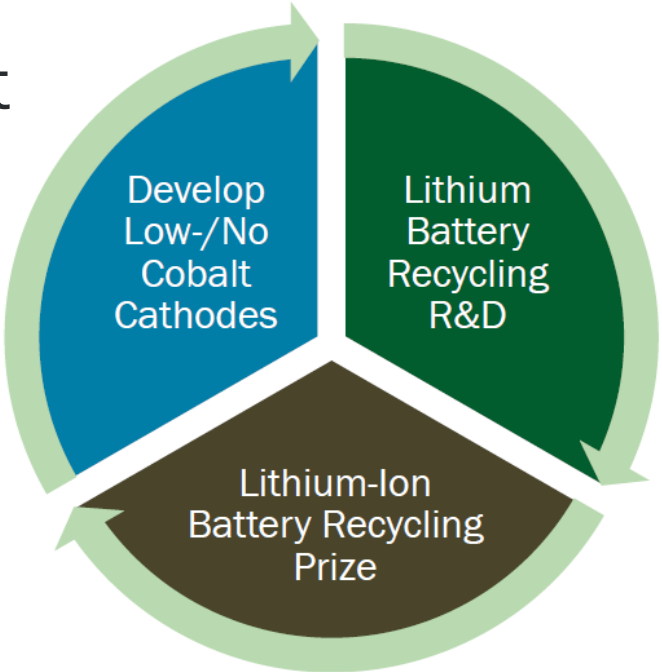 Develop
Low-/No
Cobalt
Cathodes
Lithium
Battery
Recycling
R&D
Lithium-Ion
Battery Recycling
Prize